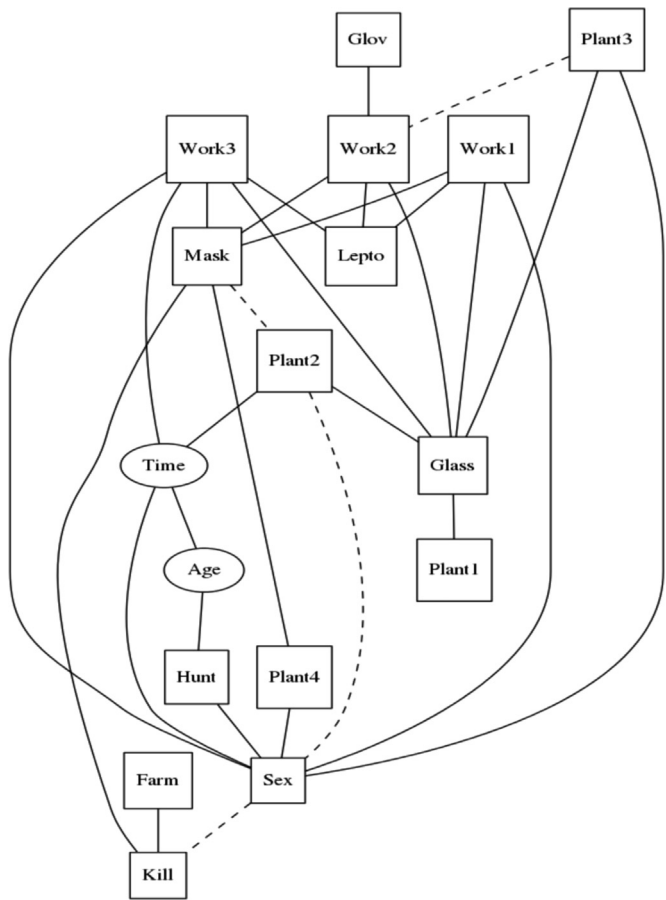 Glov
Plant3
Work3
Work2
Work1
Mask
Lepto
Plant2
Time
Glass
Age
Plant1
Hunt
Plant4
Farm
Sex
Kill